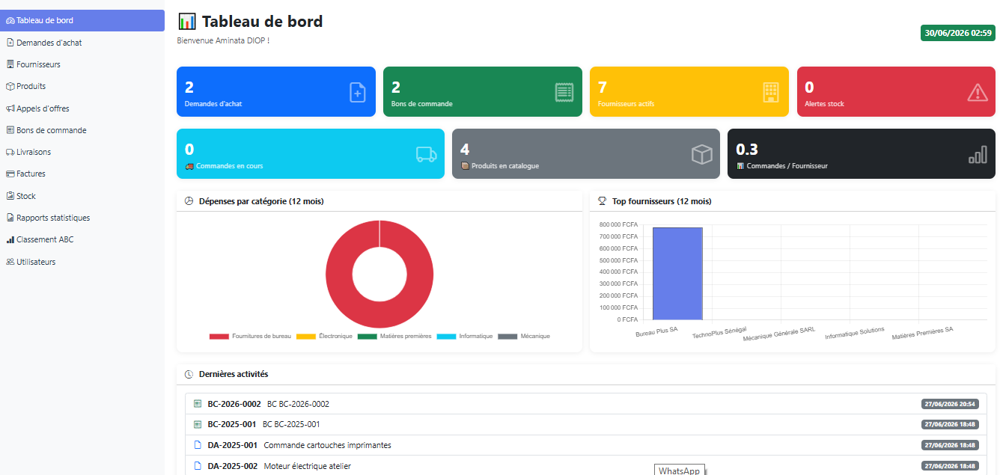 Tableau de bord
Demandes d'achat
Fournisseurs
Produits
Appels d'offres
Bons de commande
Livraisons
Factures
Stock
Rapports statistiques
Classement ABC
Utilisateurs
Tableau de bord
Bienvenue Aminata DIOP !
30/06/2026 02:59
2
Demandes d'achat
2
Bons de commande
7
Fournisseurs actifs
0
Alertes stock
0
Commandes en cours
4
Produits en catalogue
0.3
Commandes / Fournisseur
Dépenses par catégorie (12 mois)
Fournitures de bureau Électronique Matières premières Informatique Mécanique
Top fournisseurs (12 mois)
800 000 FCFA
700 000 FCFA
600 000 FCFA
500 000 FCFA
400 000 FCFA
300 000 FCFA
200 000 FCFA
100 000 FCFA
0 FCFA
Bureau Plus SA TechnoPlus Sénégal Mécanique Générale SARL Informatique Solutions Matières Premières SA
Dernières activités
BC-2026-0002 BC BC-2026-0002 27/06/2026 20:54
BC-2025-001 BC BC-2025-001 27/06/2026 18:48
DA-2025-001 Commande cartouches imprimantes 27/06/2026 18:48
DA-2025-002 Moteur électrique atelier 27/06/2026 18:48
WhatsApp